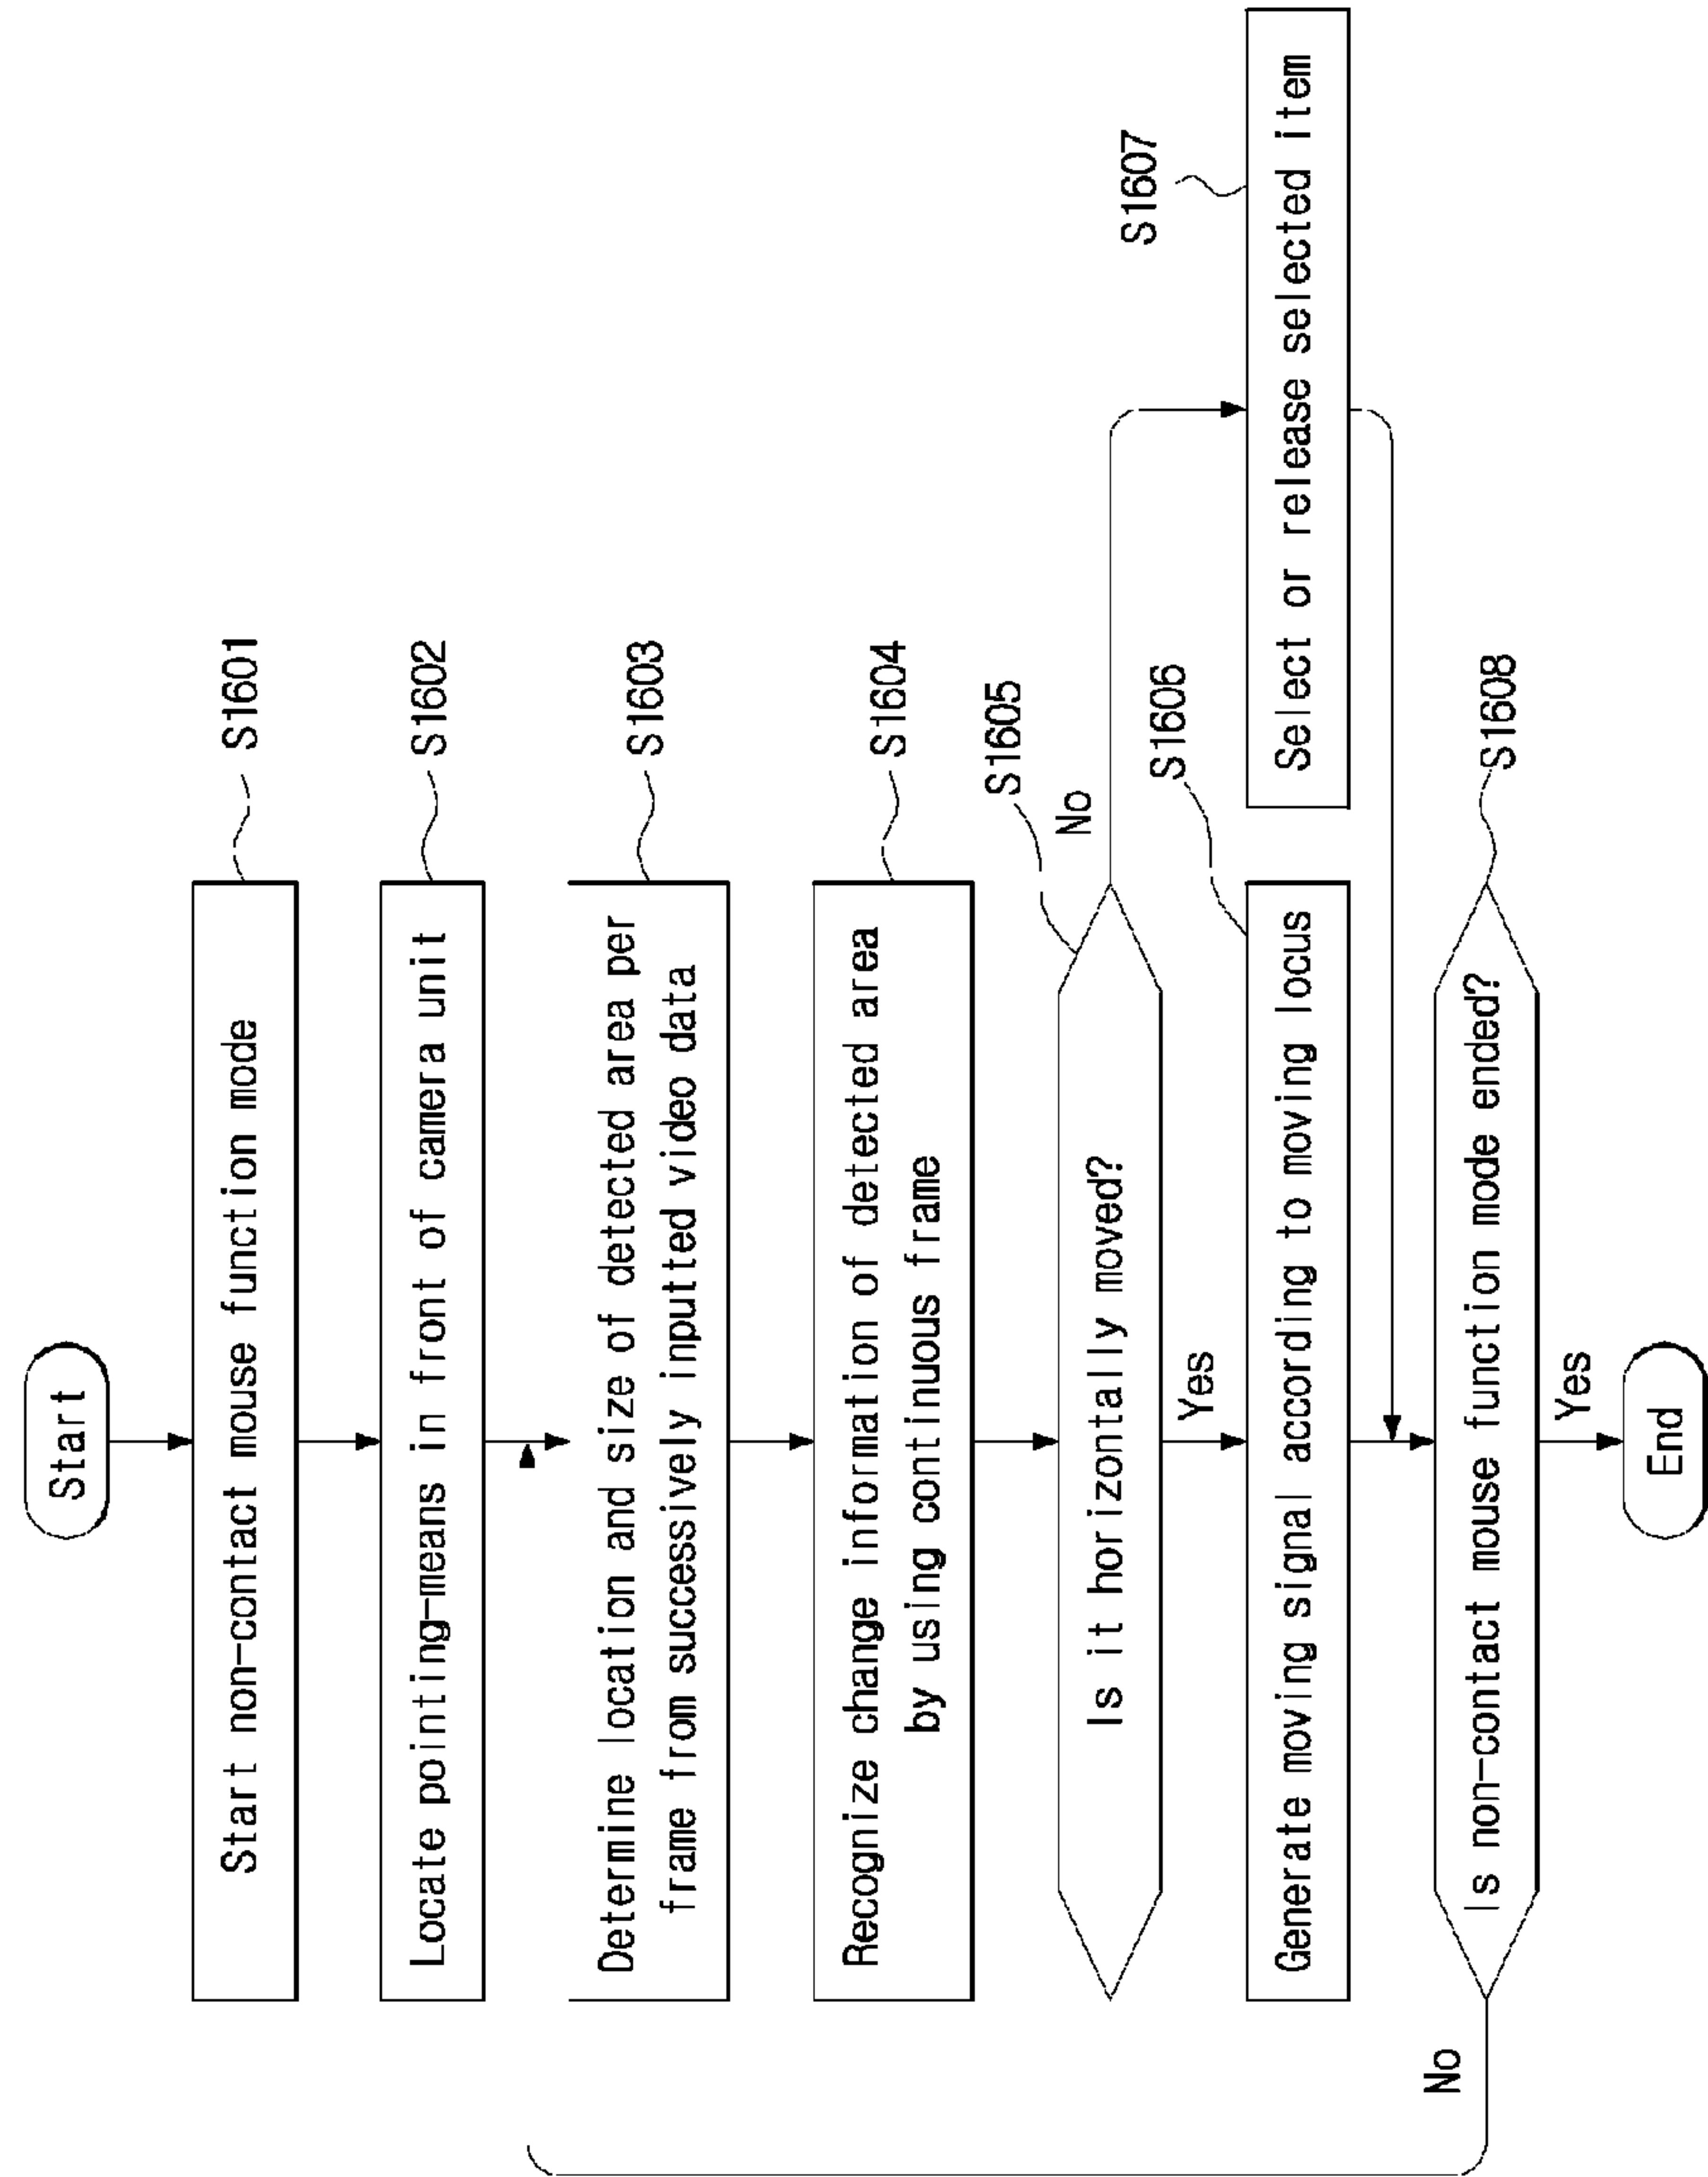 Start
Start non-contact mouse function mode
S1601
Locate pointing-means in front of camera unit
S1602
Determine location and size of detected area per
frame from successively inputted video data
S1603
Recognize change information of detected area
by using continuous frame
S1604
Is it horizontally moved?
S1605
No
Yes
Generate moving signal according to moving locus
S1606
Select or release selected item
S1607
Is non-contact mouse function mode ended?
S1608
No
Yes
End